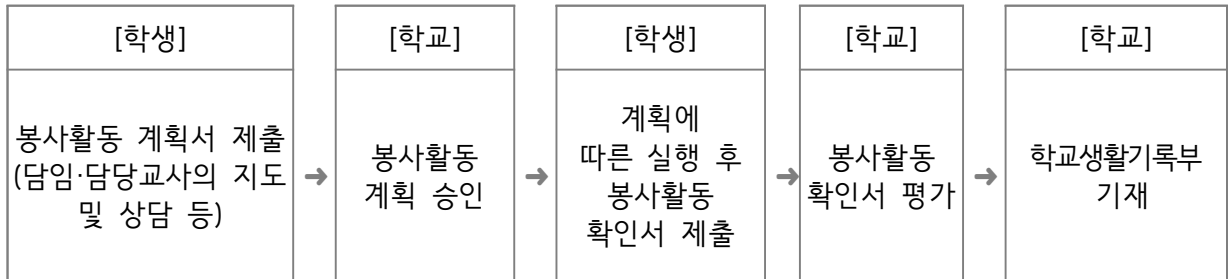 [학생]
봉사활동 계획서 제출
(담임·담당교사의 지도
및 상담 등)
➜
[학교]
봉사활동
계획 승인
➜
[학생]
계획에
따른 실행 후
봉사활동
확인서 제출
➜
[학교]
봉사활동
확인서 평가
➜
[학교]
학교생활기록부
기재